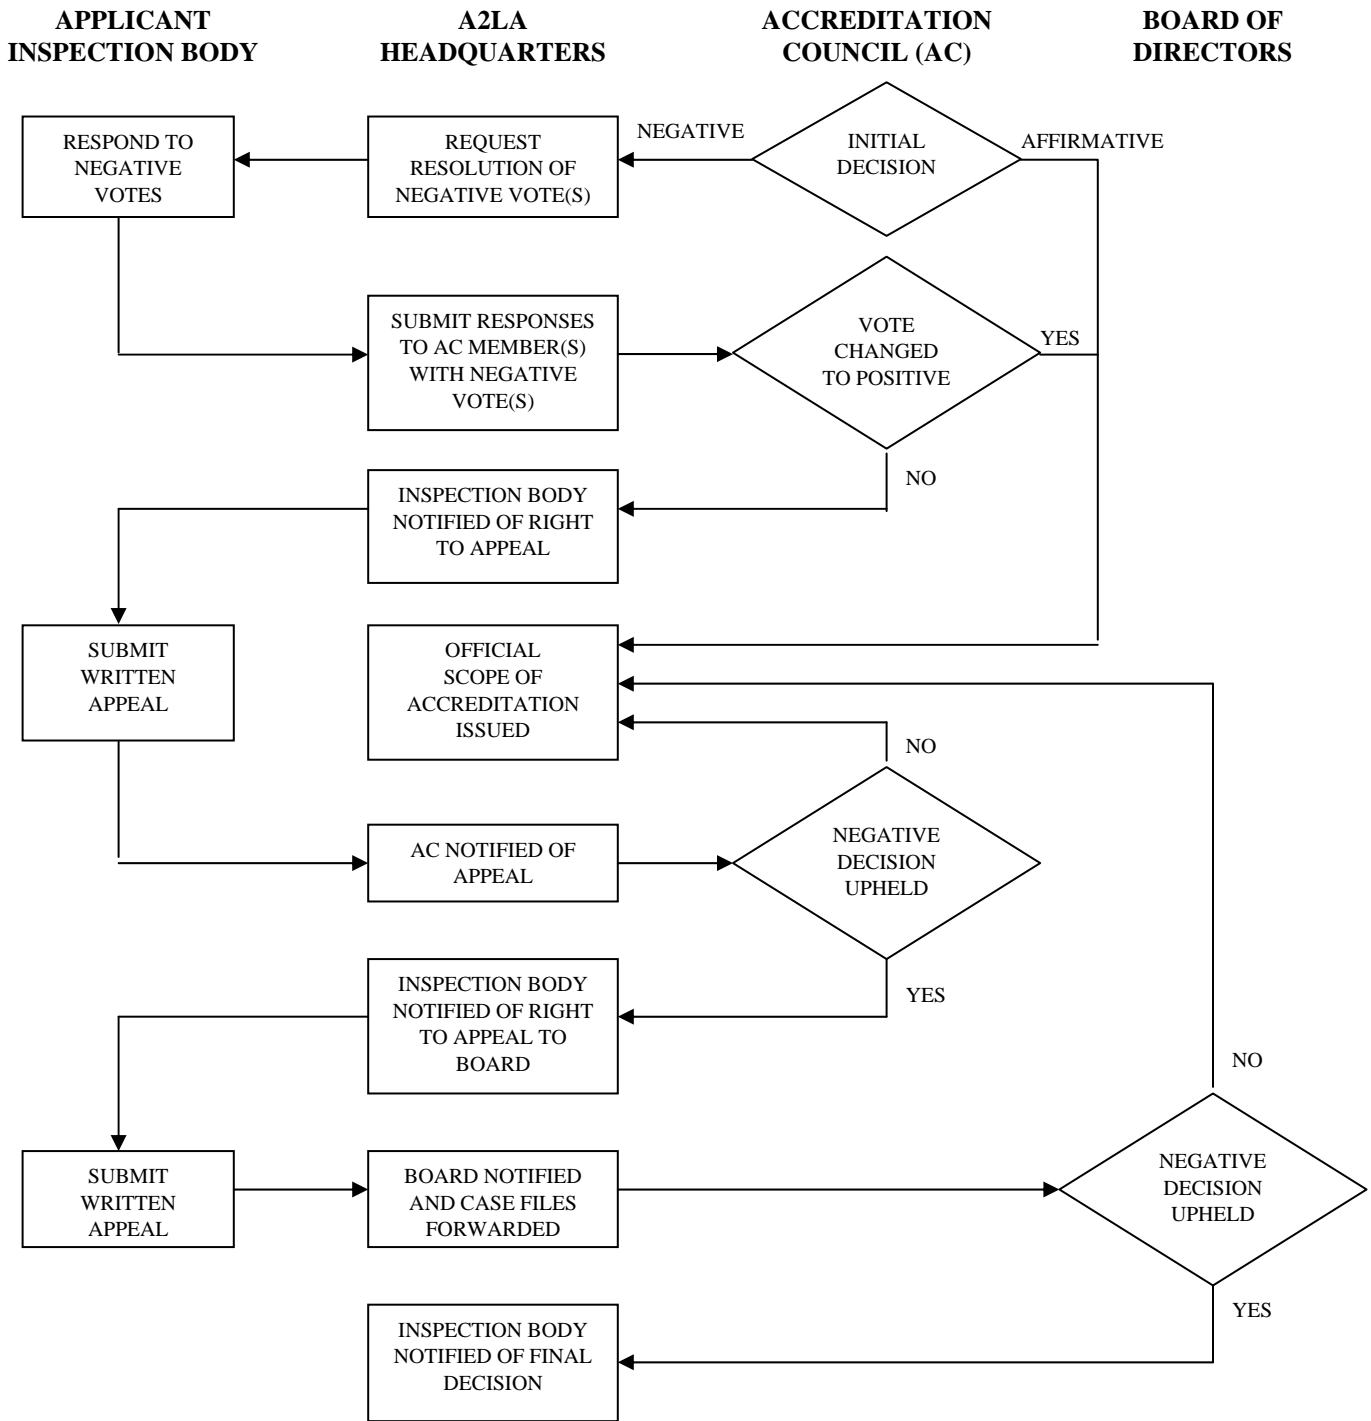 APPLICANT
INSPECTION BODY
A2LA
HEADQUARTERS
ACCREDITATION
COUNCIL (AC)
BOARD OF
DIRECTORS
RESPOND TO
NEGATIVE
VOTES
REQUEST
RESOLUTION OF
NEGATIVE VOTE(S)
NEGATIVE
INITIAL
DECISION
AFFIRMATIVE
SUBMIT RESPONSES
TO AC MEMBER(S)
WITH NEGATIVE
VOTE(S)
VOTE
CHANGED
TO POSITIVE
YES
NO
INSPECTION BODY
NOTIFIED OF RIGHT
TO APPEAL
SUBMIT
WRITTEN
APPEAL
OFFICIAL
SCOPE OF
ACCREDITATION
ISSUED
NO
AC NOTIFIED OF
APPEAL
NEGATIVE
DECISION
UPHELD
YES
INSPECTION BODY
NOTIFIED OF RIGHT
TO APPEAL TO
BOARD
NO
SUBMIT
WRITTEN
APPEAL
BOARD NOTIFIED
AND CASE FILES
FORWARDED
NEGATIVE
DECISION
UPHELD
YES
INSPECTION BODY
NOTIFIED OF FINAL
DECISION